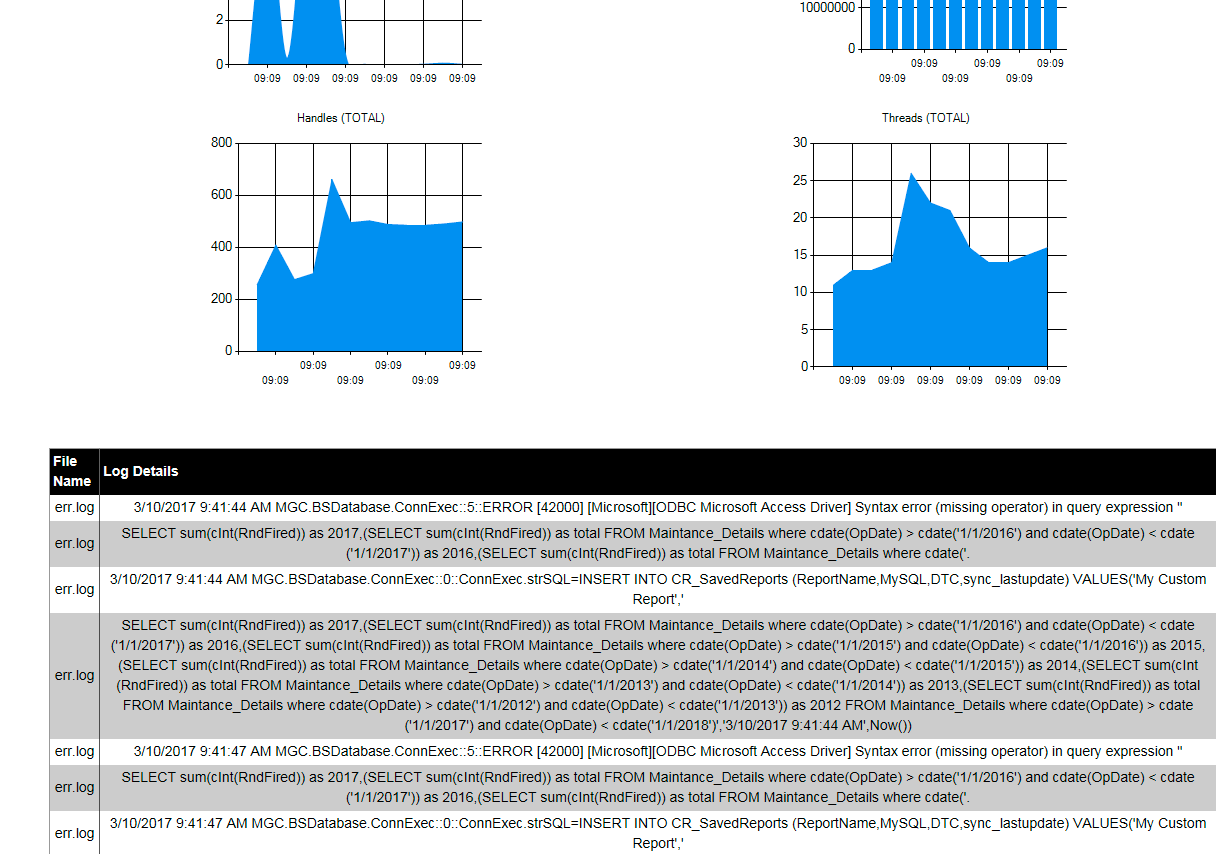 2
0
09:09 09:09 09:09 09:09 09:09 09:09
10000000
0
09:09 09:09 09:09
09:09 09:09 09:09
Handles (TOTAL)
800
600
400
200
0
09:09 09:09 09:09
09:09 09:09 09:09
Threads (TOTAL)
30
25
20
15
10
5
0
09:09 09:09 09:09 09:09 09:09 09:09
File
Name
Log Details
err.log
3/10/2017 9:41:44 AM MGC.BSDatabase.ConnExec::5::ERROR [42000] [Microsoft][ODBC Microsoft Access Driver] Syntax error (missing operator) in query expression ''
err.log
SELECT sum(cInt(RndFired)) as 2017,(SELECT sum(cInt(RndFired)) as total FROM Maintance_Details where cdate(OpDate) > cdate('1/1/2016') and cdate(OpDate) < cdate
('1/1/2017')) as 2016,(SELECT sum(cInt(RndFired)) as total FROM Maintance_Details where cdate('.
err.log
3/10/2017 9:41:44 AM MGC.BSDatabase.ConnExec::0::ConnExec.strSQL=INSERT INTO CR_SavedReports (ReportName,MySQL,DTC,sync_lastupdate) VALUES('My Custom
Report','
err.log
SELECT sum(cInt(RndFired)) as 2017,(SELECT sum(cInt(RndFired)) as total FROM Maintance_Details where cdate(OpDate) > cdate('1/1/2016') and cdate(OpDate) < cdate
('1/1/2017')) as 2016,(SELECT sum(cInt(RndFired)) as total FROM Maintance_Details where cdate(OpDate) > cdate('1/1/2015') and cdate(OpDate) < cdate('1/1/2016')) as 2015,
(SELECT sum(cInt(RndFired)) as total FROM Maintance_Details where cdate(OpDate) > cdate('1/1/2014') and cdate(OpDate) < cdate('1/1/2015')) as 2014,(SELECT sum(cInt
(RndFired)) as total FROM Maintance_Details where cdate(OpDate) > cdate('1/1/2013') and cdate(OpDate) < cdate('1/1/2014')) as 2013,(SELECT sum(cInt(RndFired)) as total
FROM Maintance_Details where cdate(OpDate) > cdate('1/1/2012') and cdate(OpDate) < cdate('1/1/2013')) as 2012 FROM Maintance_Details where cdate(OpDate) > cdate
('1/1/2017') and cdate(OpDate) < cdate('1/1/2018')','3/10/2017 9:41:44 AM',Now())
err.log
3/10/2017 9:41:47 AM MGC.BSDatabase.ConnExec::5::ERROR [42000] [Microsoft][ODBC Microsoft Access Driver] Syntax error (missing operator) in query expression ''
err.log
SELECT sum(cInt(RndFired)) as 2017,(SELECT sum(cInt(RndFired)) as total FROM Maintance_Details where cdate(OpDate) > cdate('1/1/2016') and cdate(OpDate) < cdate
('1/1/2017')) as 2016,(SELECT sum(cInt(RndFired)) as total FROM Maintance_Details where cdate('.
err.log
3/10/2017 9:41:47 AM MGC.BSDatabase.ConnExec::0::ConnExec.strSQL=INSERT INTO CR_SavedReports (ReportName,MySQL,DTC,sync_lastupdate) VALUES('My Custom
Report','